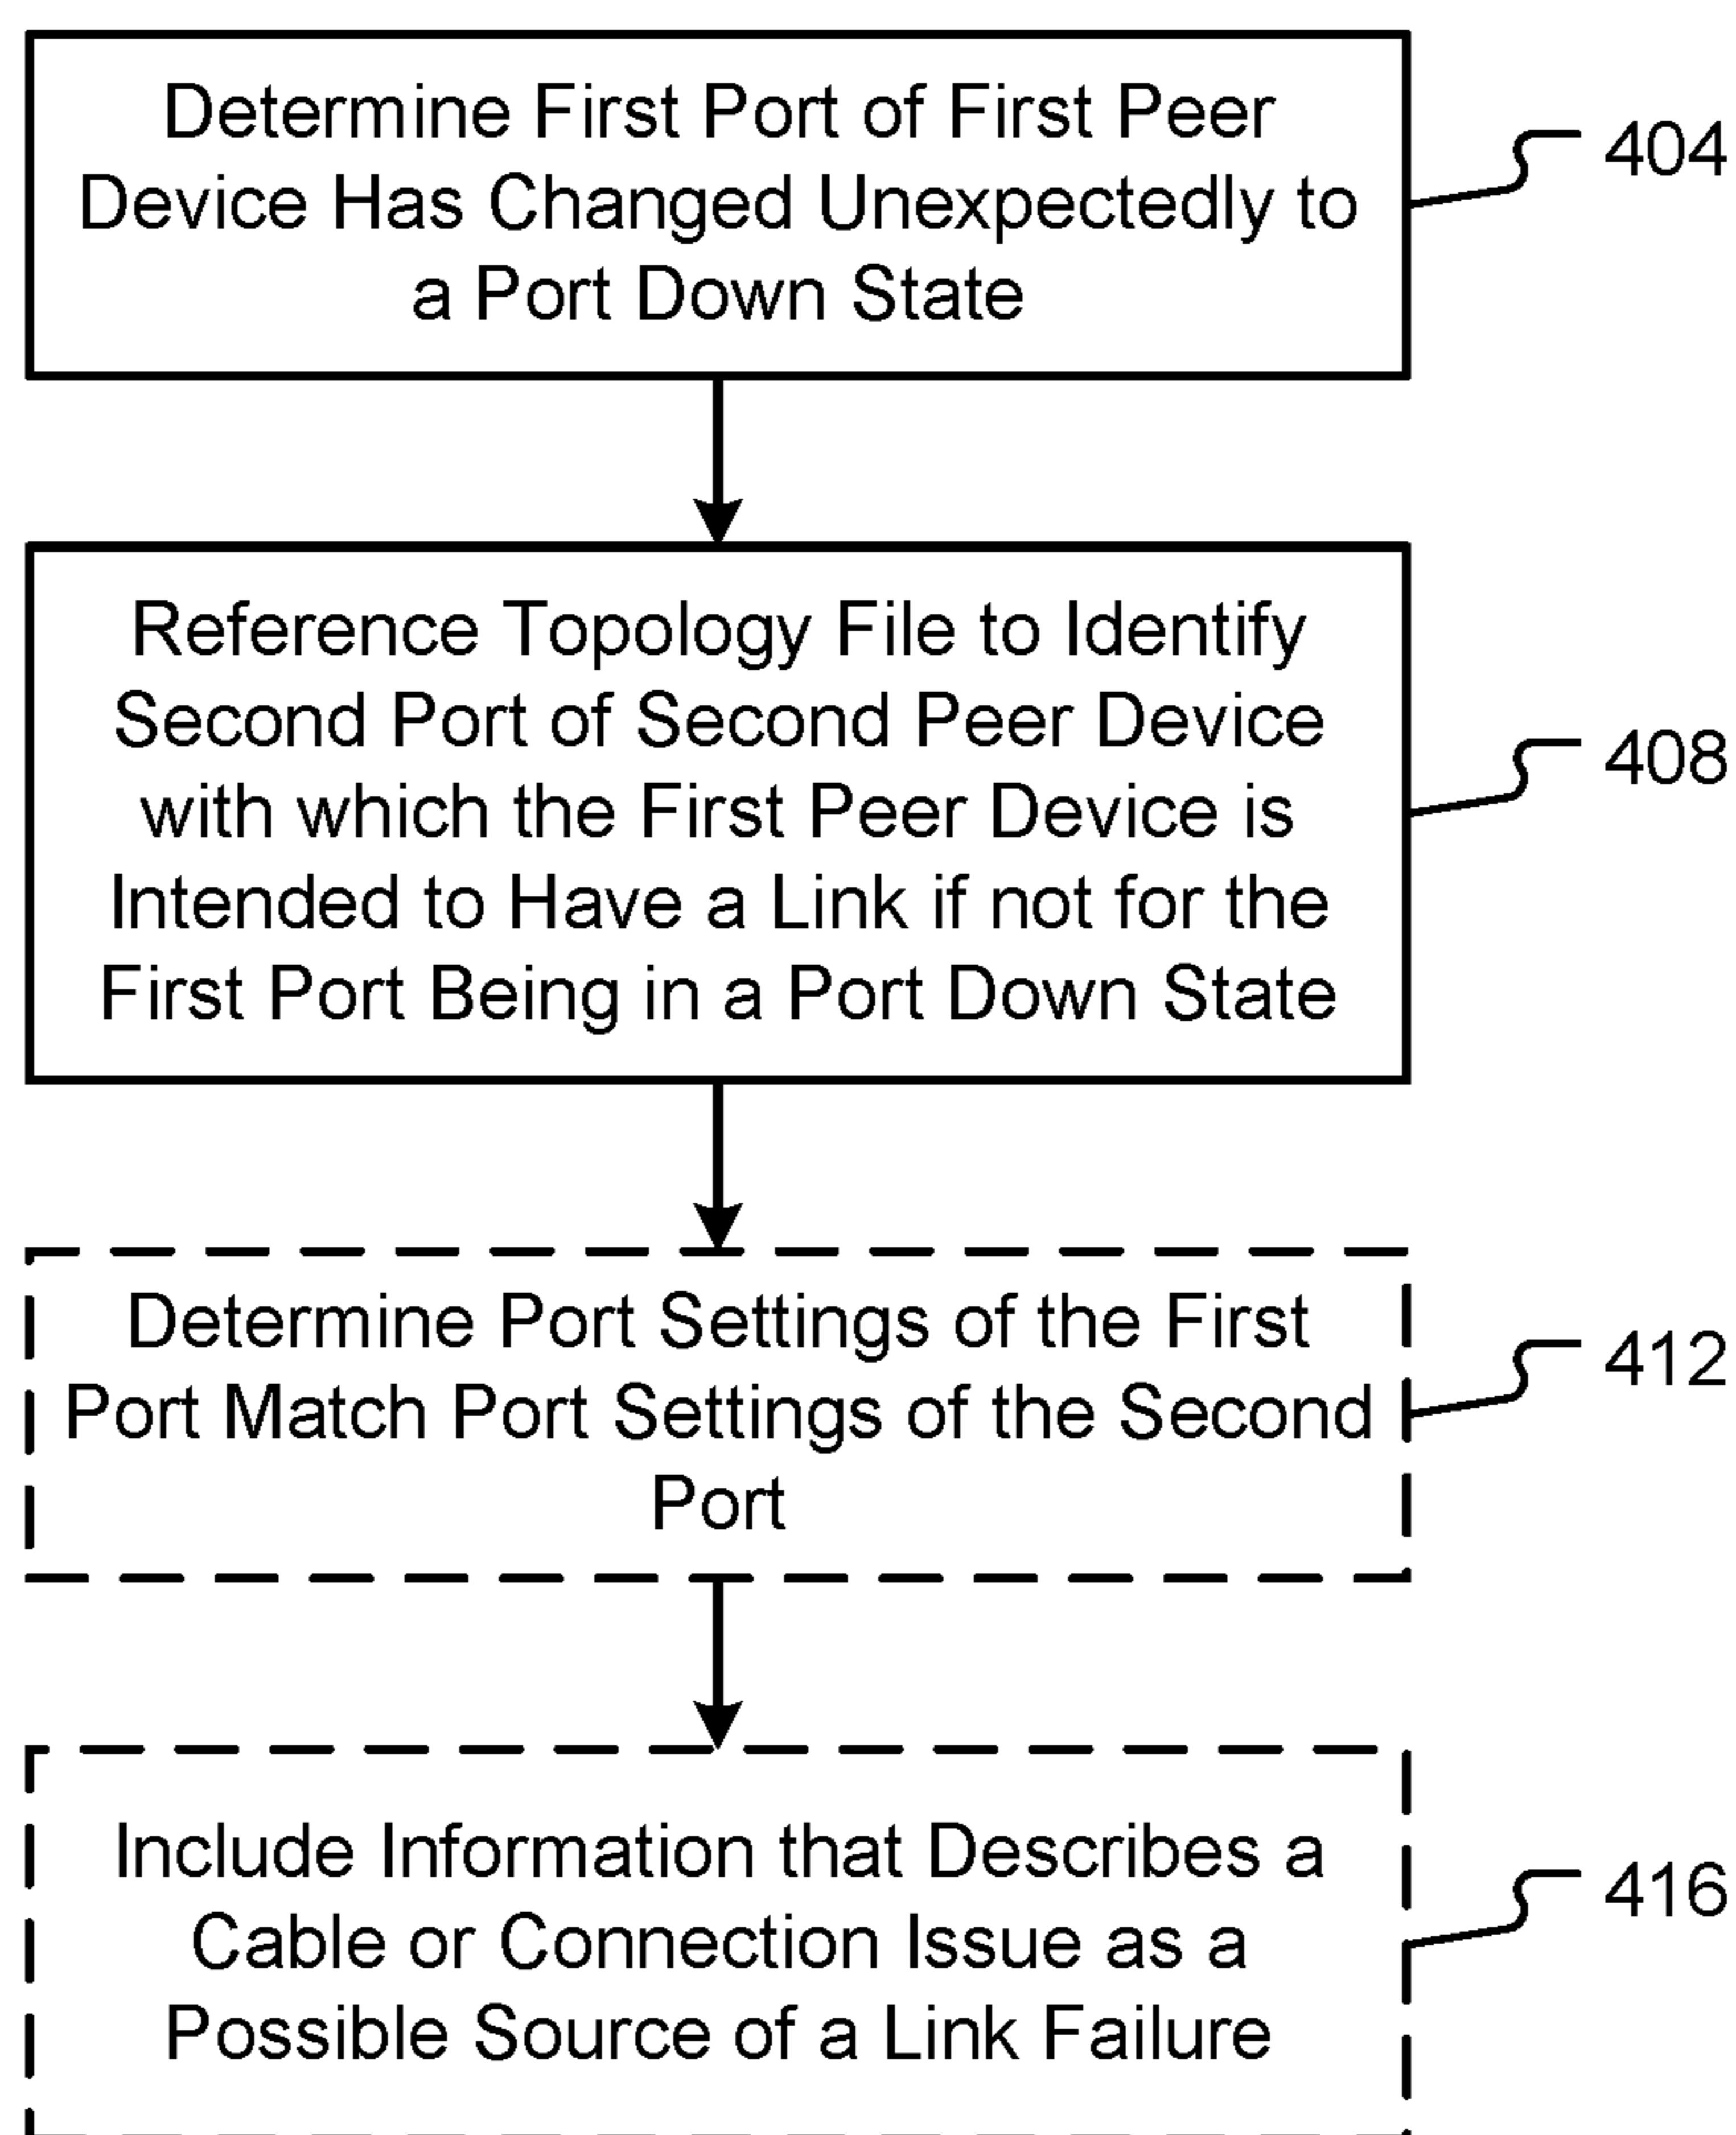 Determine First Port of First Peer
Device Has Changed Unexpectedly to
a Port Down State
404
Reference Topology File to Identify
Second Port of Second Peer Device
with which the First Peer Device is
Intended to Have a Link if not for the
First Port Being in a Port Down State
408
Determine Port Settings of the First
Port Match Port Settings of the Second
Port
412
Include Information that Describes a
Cable or Connection Issue as a
Possible Source of a Link Failure
416